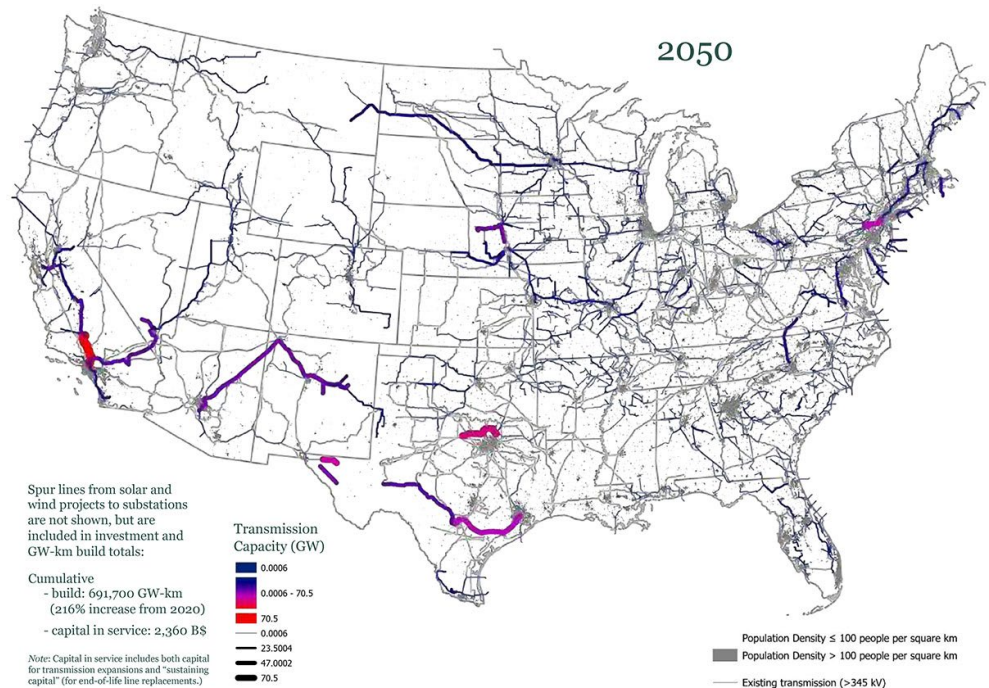 2050
Spur lines from solar and
wind projects to substations
are not shown, but are
included in investment and
GW-km build totals:
Cumulative
- build: 691,700 GW-km
(216% increase from 2020)
- capital in service: 2,360 B$
Note: Capital in service includes both capital
for transmission expansions and “sustaining
capital” (for end-of-life line replacements.)
Transmission
Capacity (GW)
0.0006
0.0006 - 70.5
70.5
0.0006
23.5004
47.0002
70.5
Population Density ≤ 100 people per square km
Population Density > 100 people per square km
Existing transmission (>345 kV)